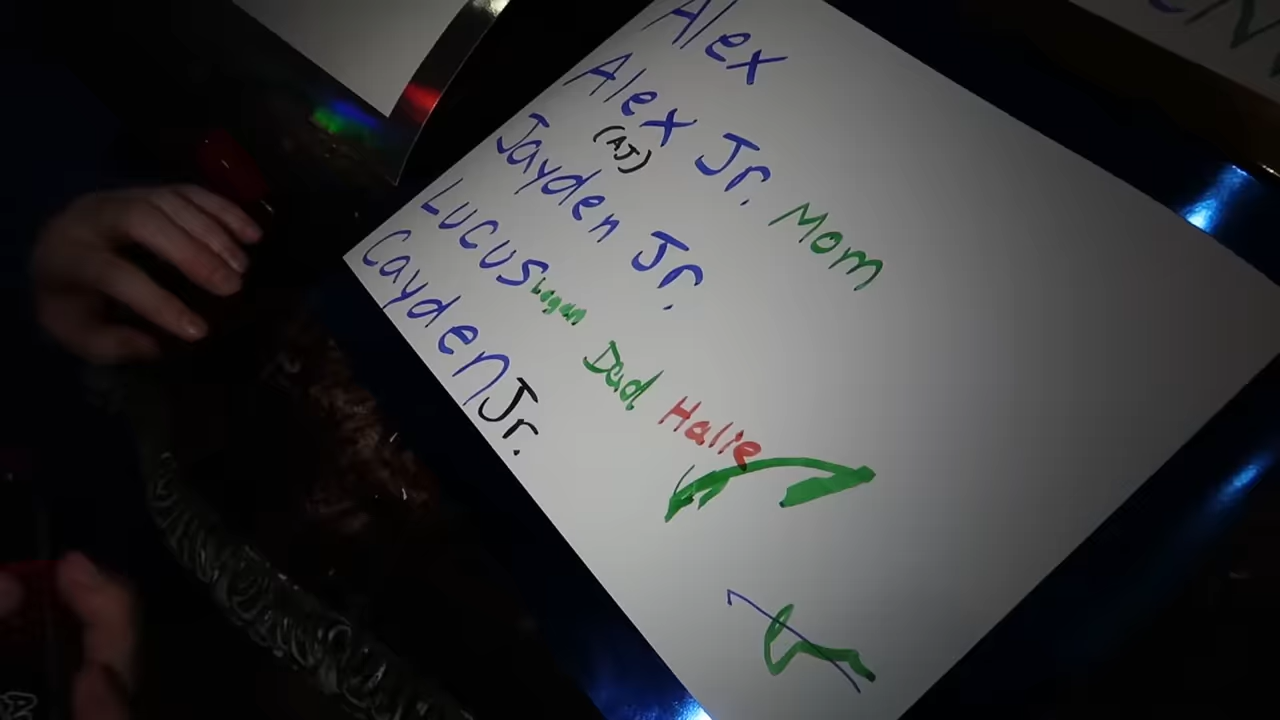 Alex
Alex Jr.
(AJ)
Jayden Jr.
Mom
Lucus
Logan
Dad
Halie
Cayden Jr.